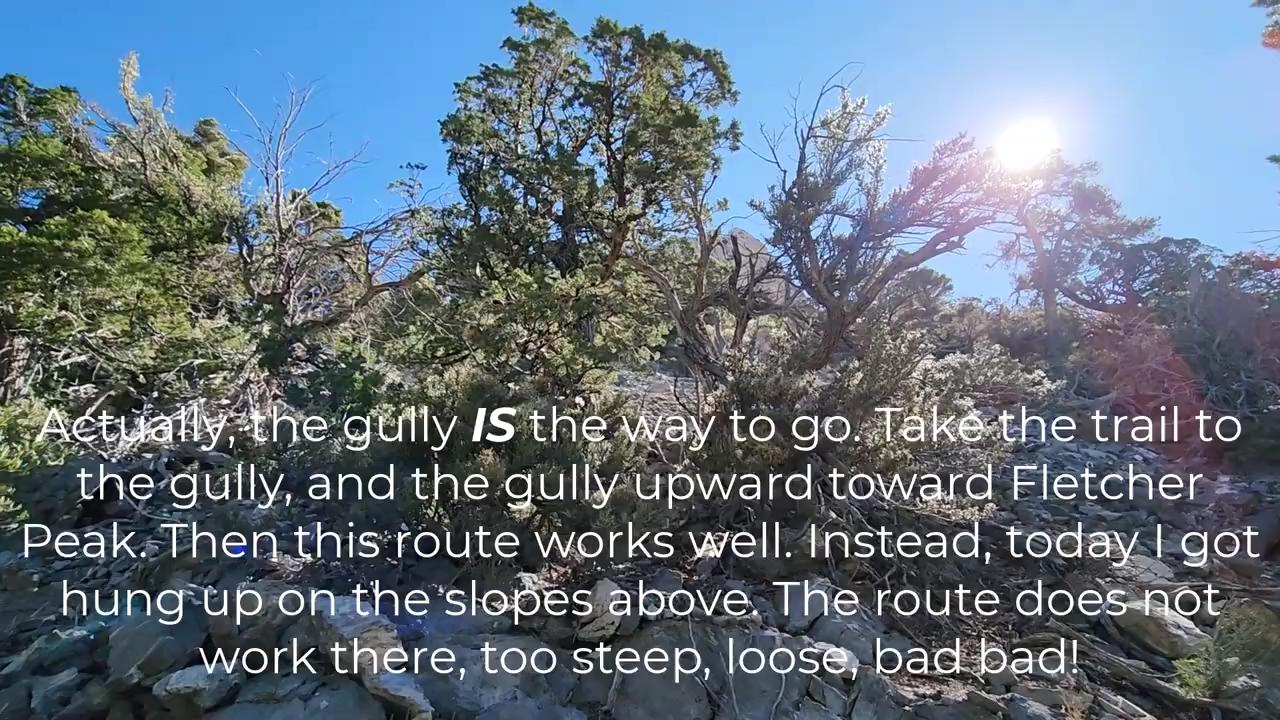 Actually, the gully IS the way to go. Take the trail to
the gully, and the gully upward toward Fletcher
Peak. Then this route works well. Instead, today I got
hung up on the slopes above. The route does not
work there, too steep, loose, bad bad!